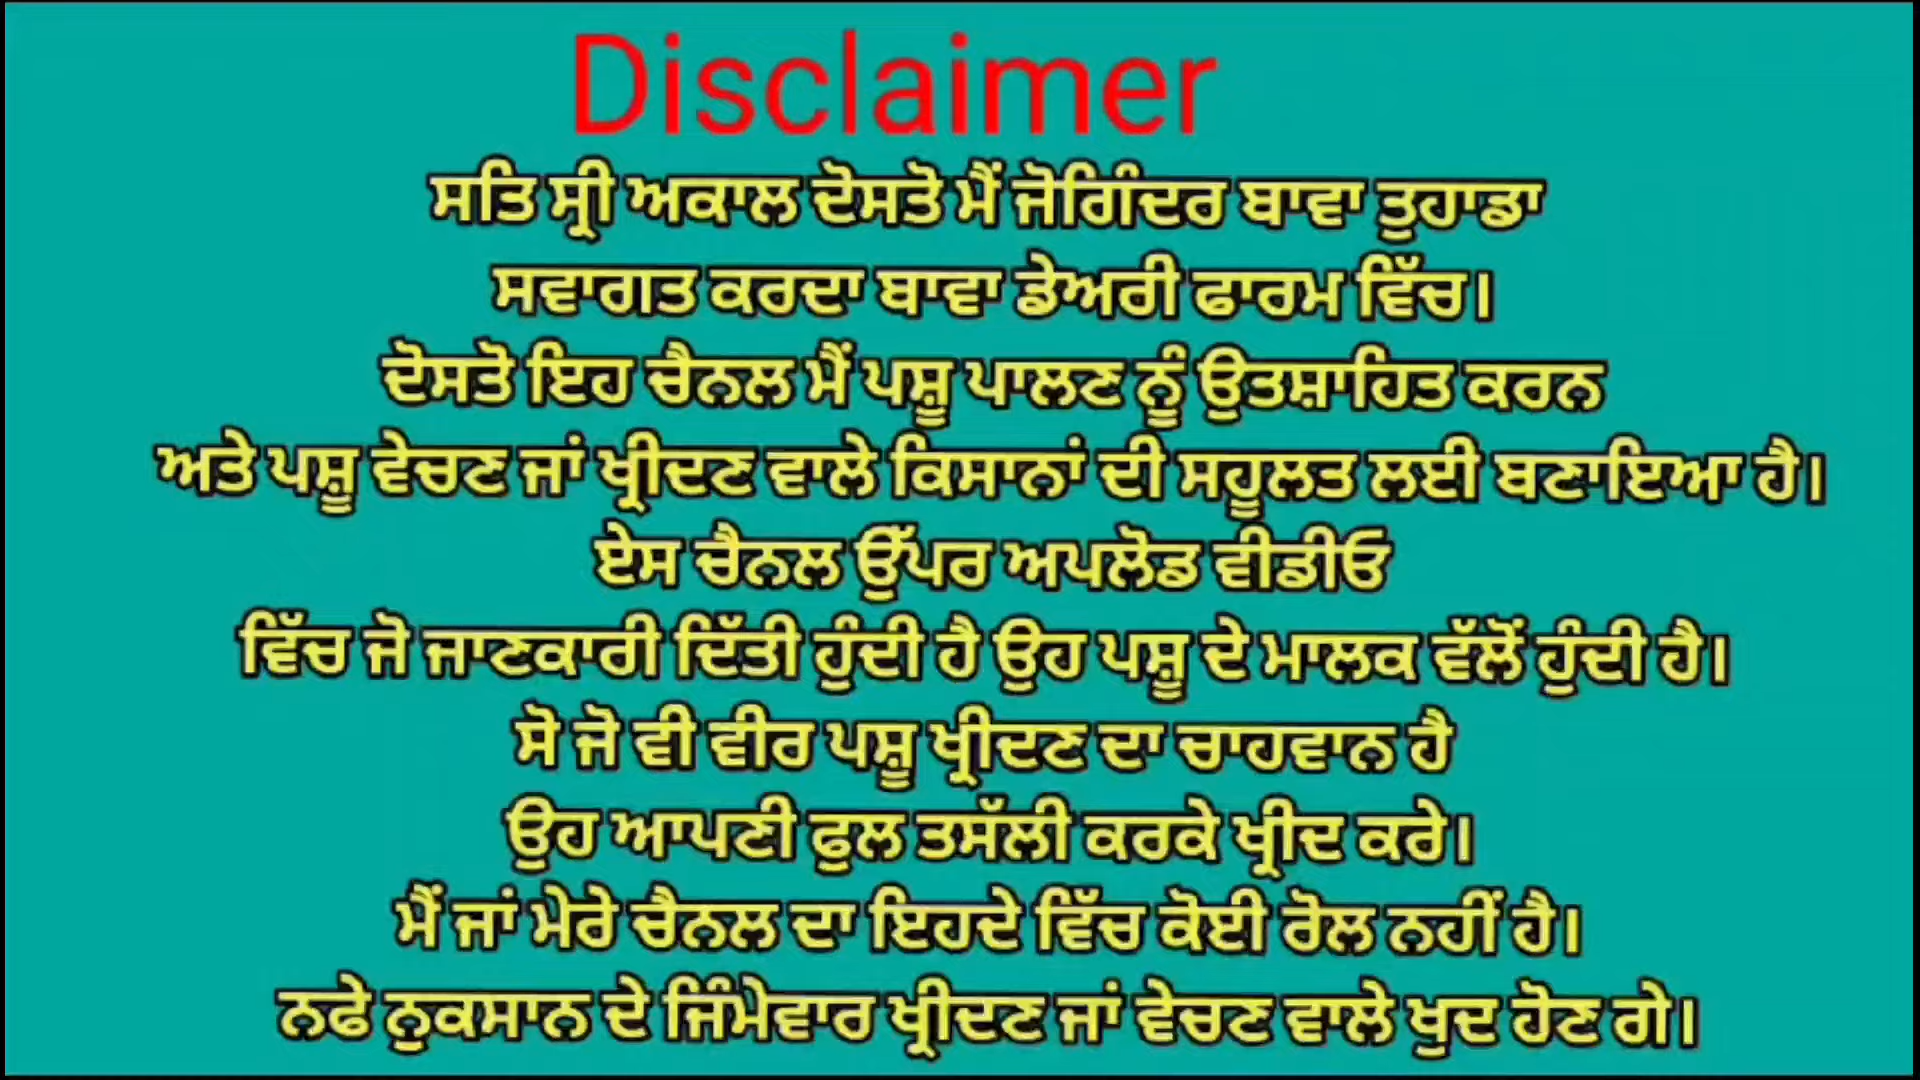 Disclaimer
ਸਤਿ ਸ੍ਰੀ ਅਕਾਲ ਦੋਸਤੋ ਮੈਂ ਜੋਗਿੰਦਰ ਬਾਵਾ ਤੁਹਾਡਾ
ਸਵਾਗਤ ਕਰਦਾ ਬਾਵਾ ਡੇਅਰੀ ਫਾਰਮ ਵਿੱਚ।
ਦੋਸਤੋ ਇਹ ਚੈਨਲ ਮੈਂ ਪਸ਼ੂ ਪਾਲਣ ਨੂੰ ਉਤਸ਼ਾਹਿਤ ਕਰਨ
ਅਤੇ ਪਸ਼ੂ ਵੇਚਣ ਜਾਂ ਖ੍ਰੀਦਣ ਵਾਲੇ ਕਿਸਾਨਾਂ ਦੀ ਸਹੂਲਤ ਲਈ ਬਣਾਇਆ ਹੈ।
ਏਸ ਚੈਨਲ ਉੱਪਰ ਅਪਲੋਡ ਵੀਡੀਓ
ਵਿੱਚ ਜੋ ਜਾਣਕਾਰੀ ਦਿੱਤੀ ਹੁੰਦੀ ਹੈ ਉਹ ਪਸ਼ੂ ਦੇ ਮਾਲਕ ਵੱਲੋਂ ਹੁੰਦੀ ਹੈ।
ਸੋ ਜੋ ਵੀ ਵੀਰ ਪਸ਼ੂ ਖ੍ਰੀਦਣ ਦਾ ਚਾਹਵਾਨ ਹੈ
ਉਹ ਆਪਣੀ ਫੁਲ ਤਸੱਲੀ ਕਰਕੇ ਖ੍ਰੀਦ ਕਰੇ।
ਮੈਂ ਜਾਂ ਮੇਰੇ ਚੈਨਲ ਦਾ ਇਹਦੇ ਵਿੱਚ ਕੋਈ ਰੋਲ ਨਹੀਂ ਹੈ।
ਨਫੇ ਨੁਕਸਾਨ ਦੇ ਜਿੰਮੇਵਾਰ ਖ੍ਰੀਦਣ ਜਾਂ ਵੇਚਣ ਵਾਲੇ ਖੁਦ ਹੋਣ ਗੇ।